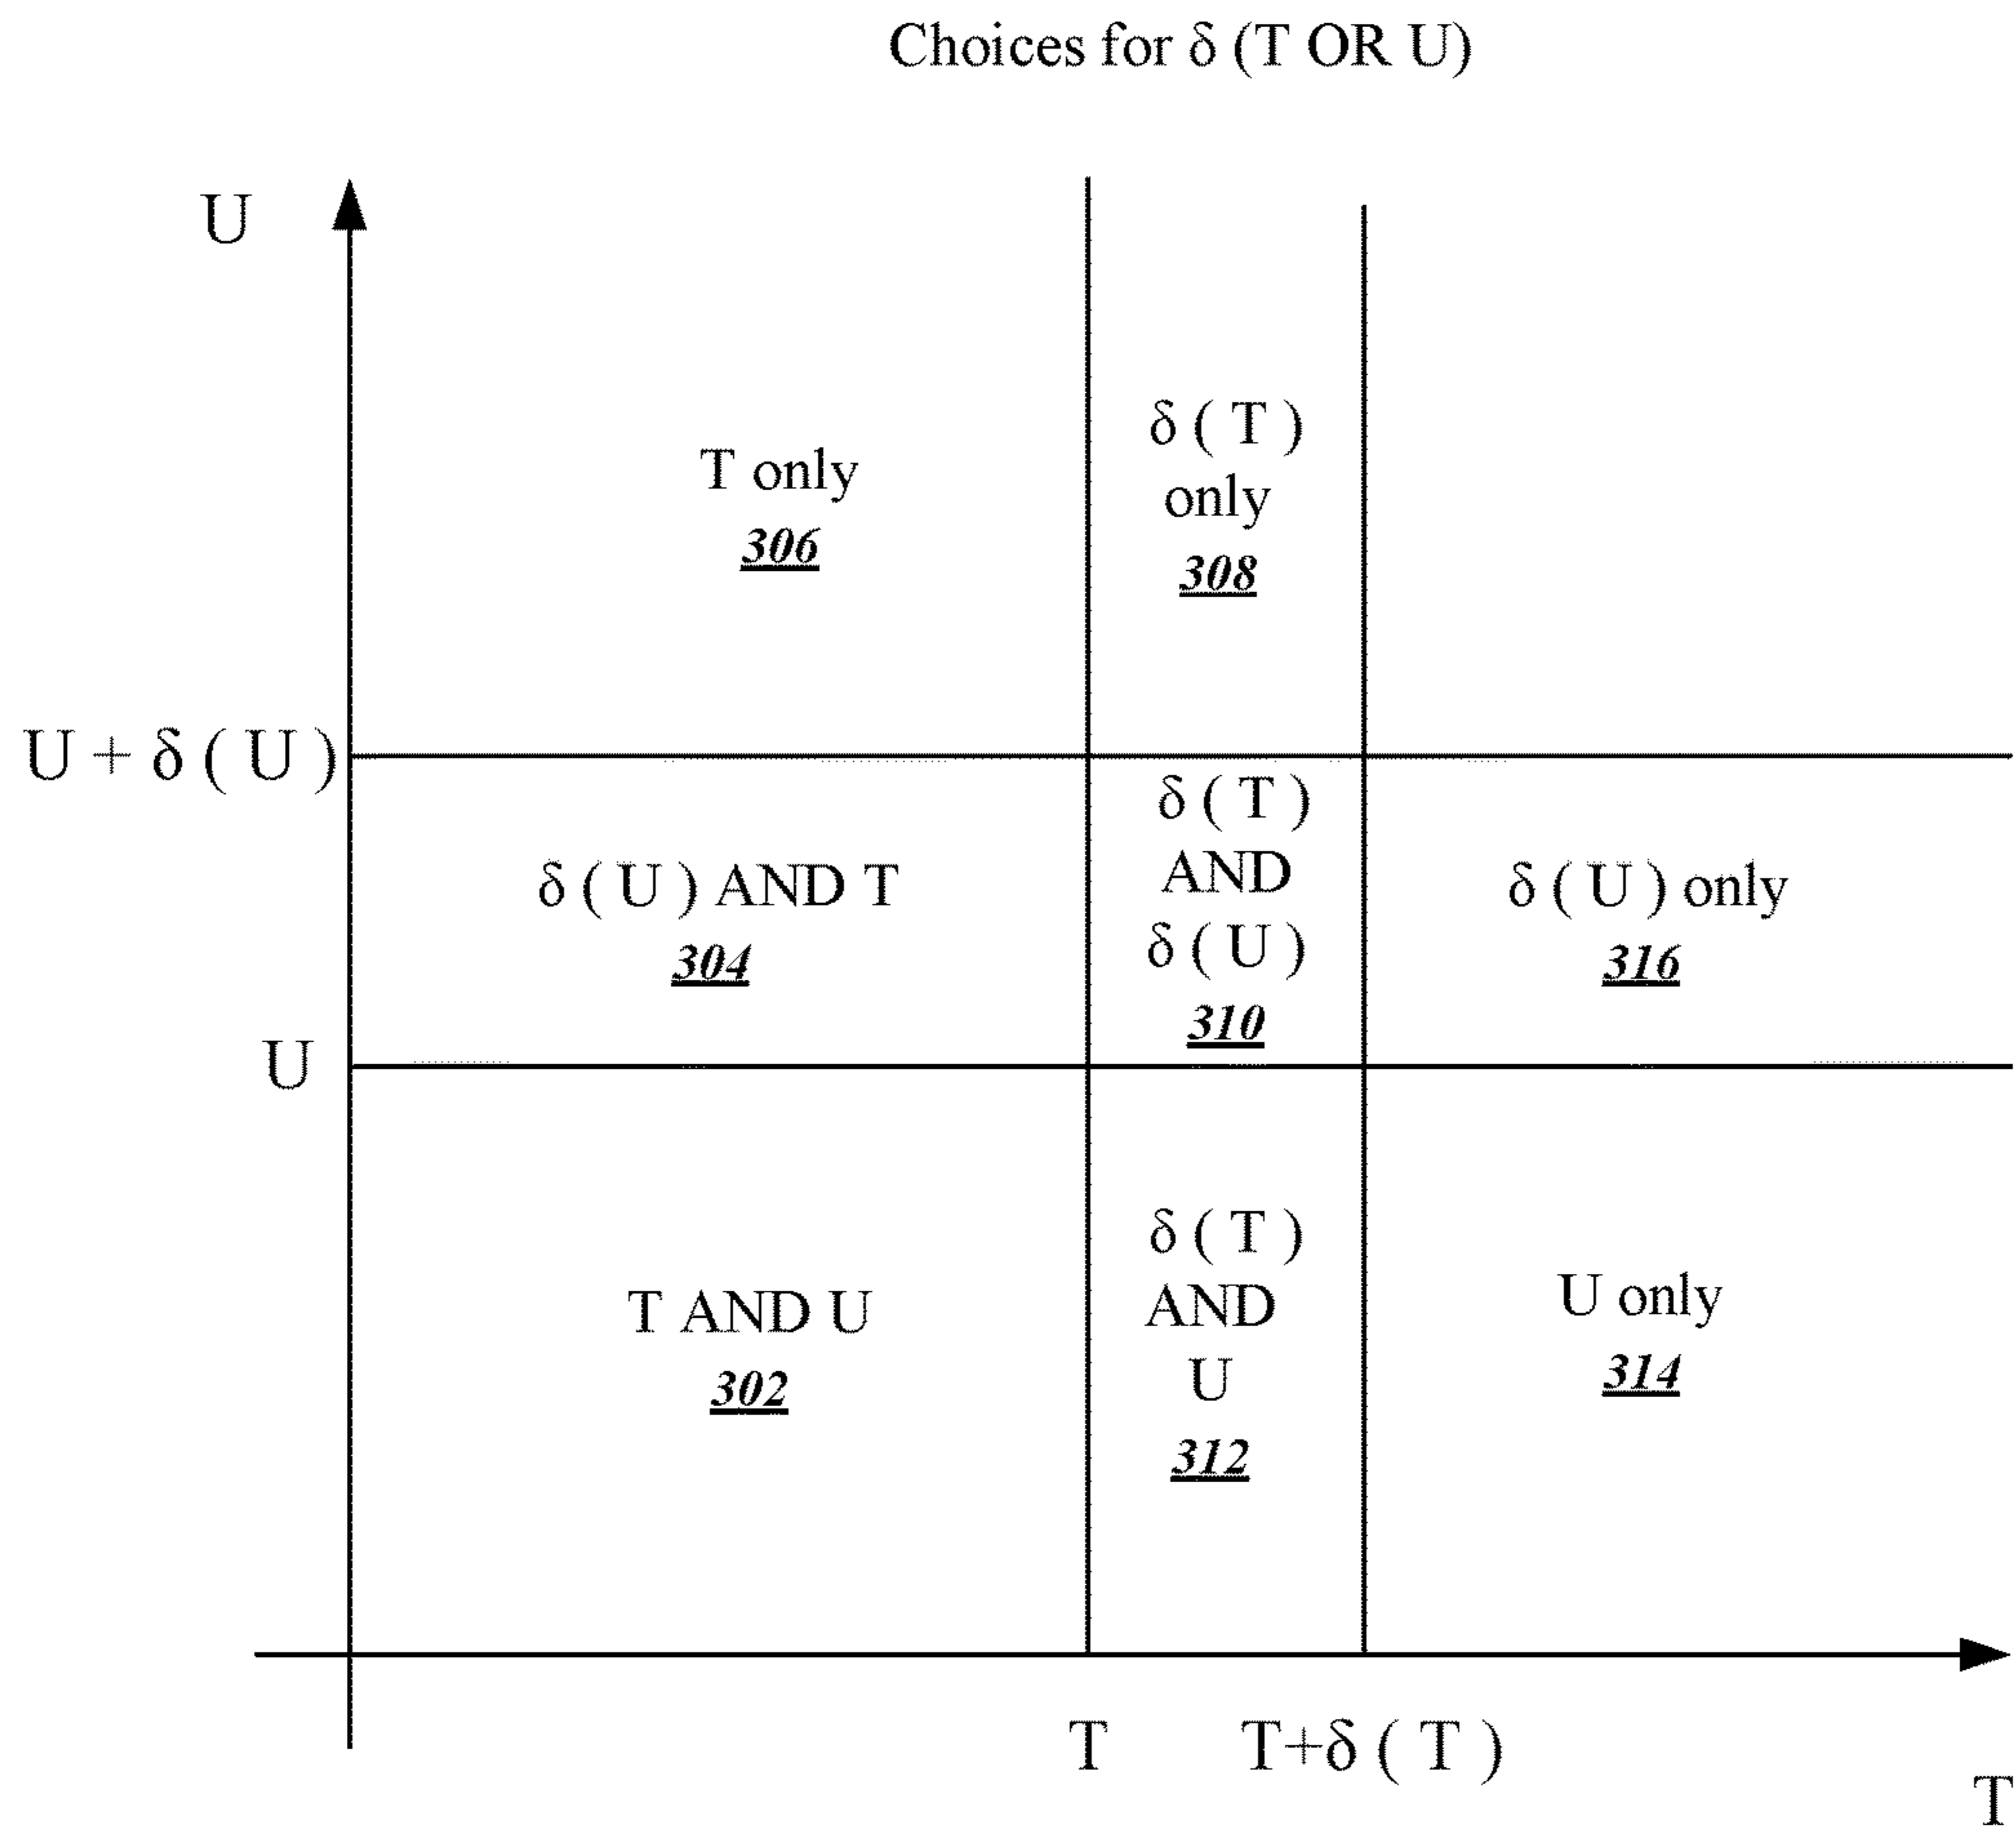 Choices for δ (T OR U)
U
T only
306
δ ( T )
only
308
U + δ ( U )
δ ( U ) AND T
304
δ ( T )
AND
δ ( U )
310
δ ( U ) only
316
U
T AND U
302
δ ( T )
AND
U
312
U only
314
T
T+δ ( T )
T